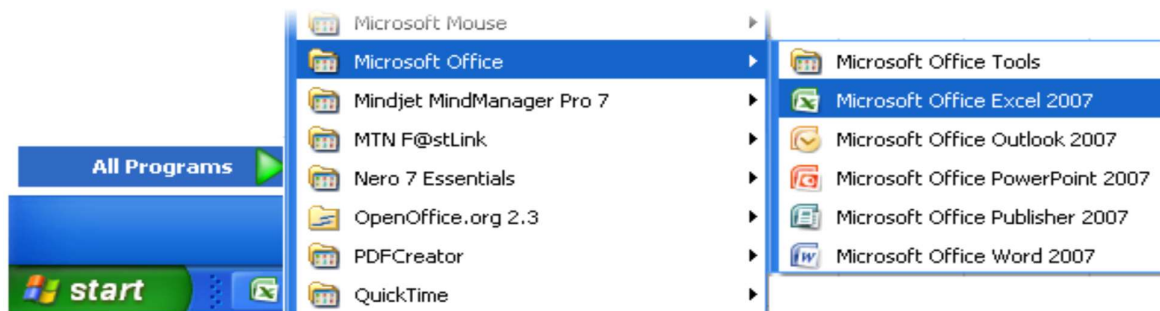 All Programs
start
Microsoft Mouse
Microsoft Office
Mindjet MindManager Pro 7
MTN F@stLink
Nero 7 Essentials
OpenOffice.org 2.3
PDFCreator
QuickTime
Microsoft Office Tools
Microsoft Office Excel 2007
Microsoft Office Outlook 2007
Microsoft Office PowerPoint 2007
Microsoft Office Publisher 2007
Microsoft Office Word 2007